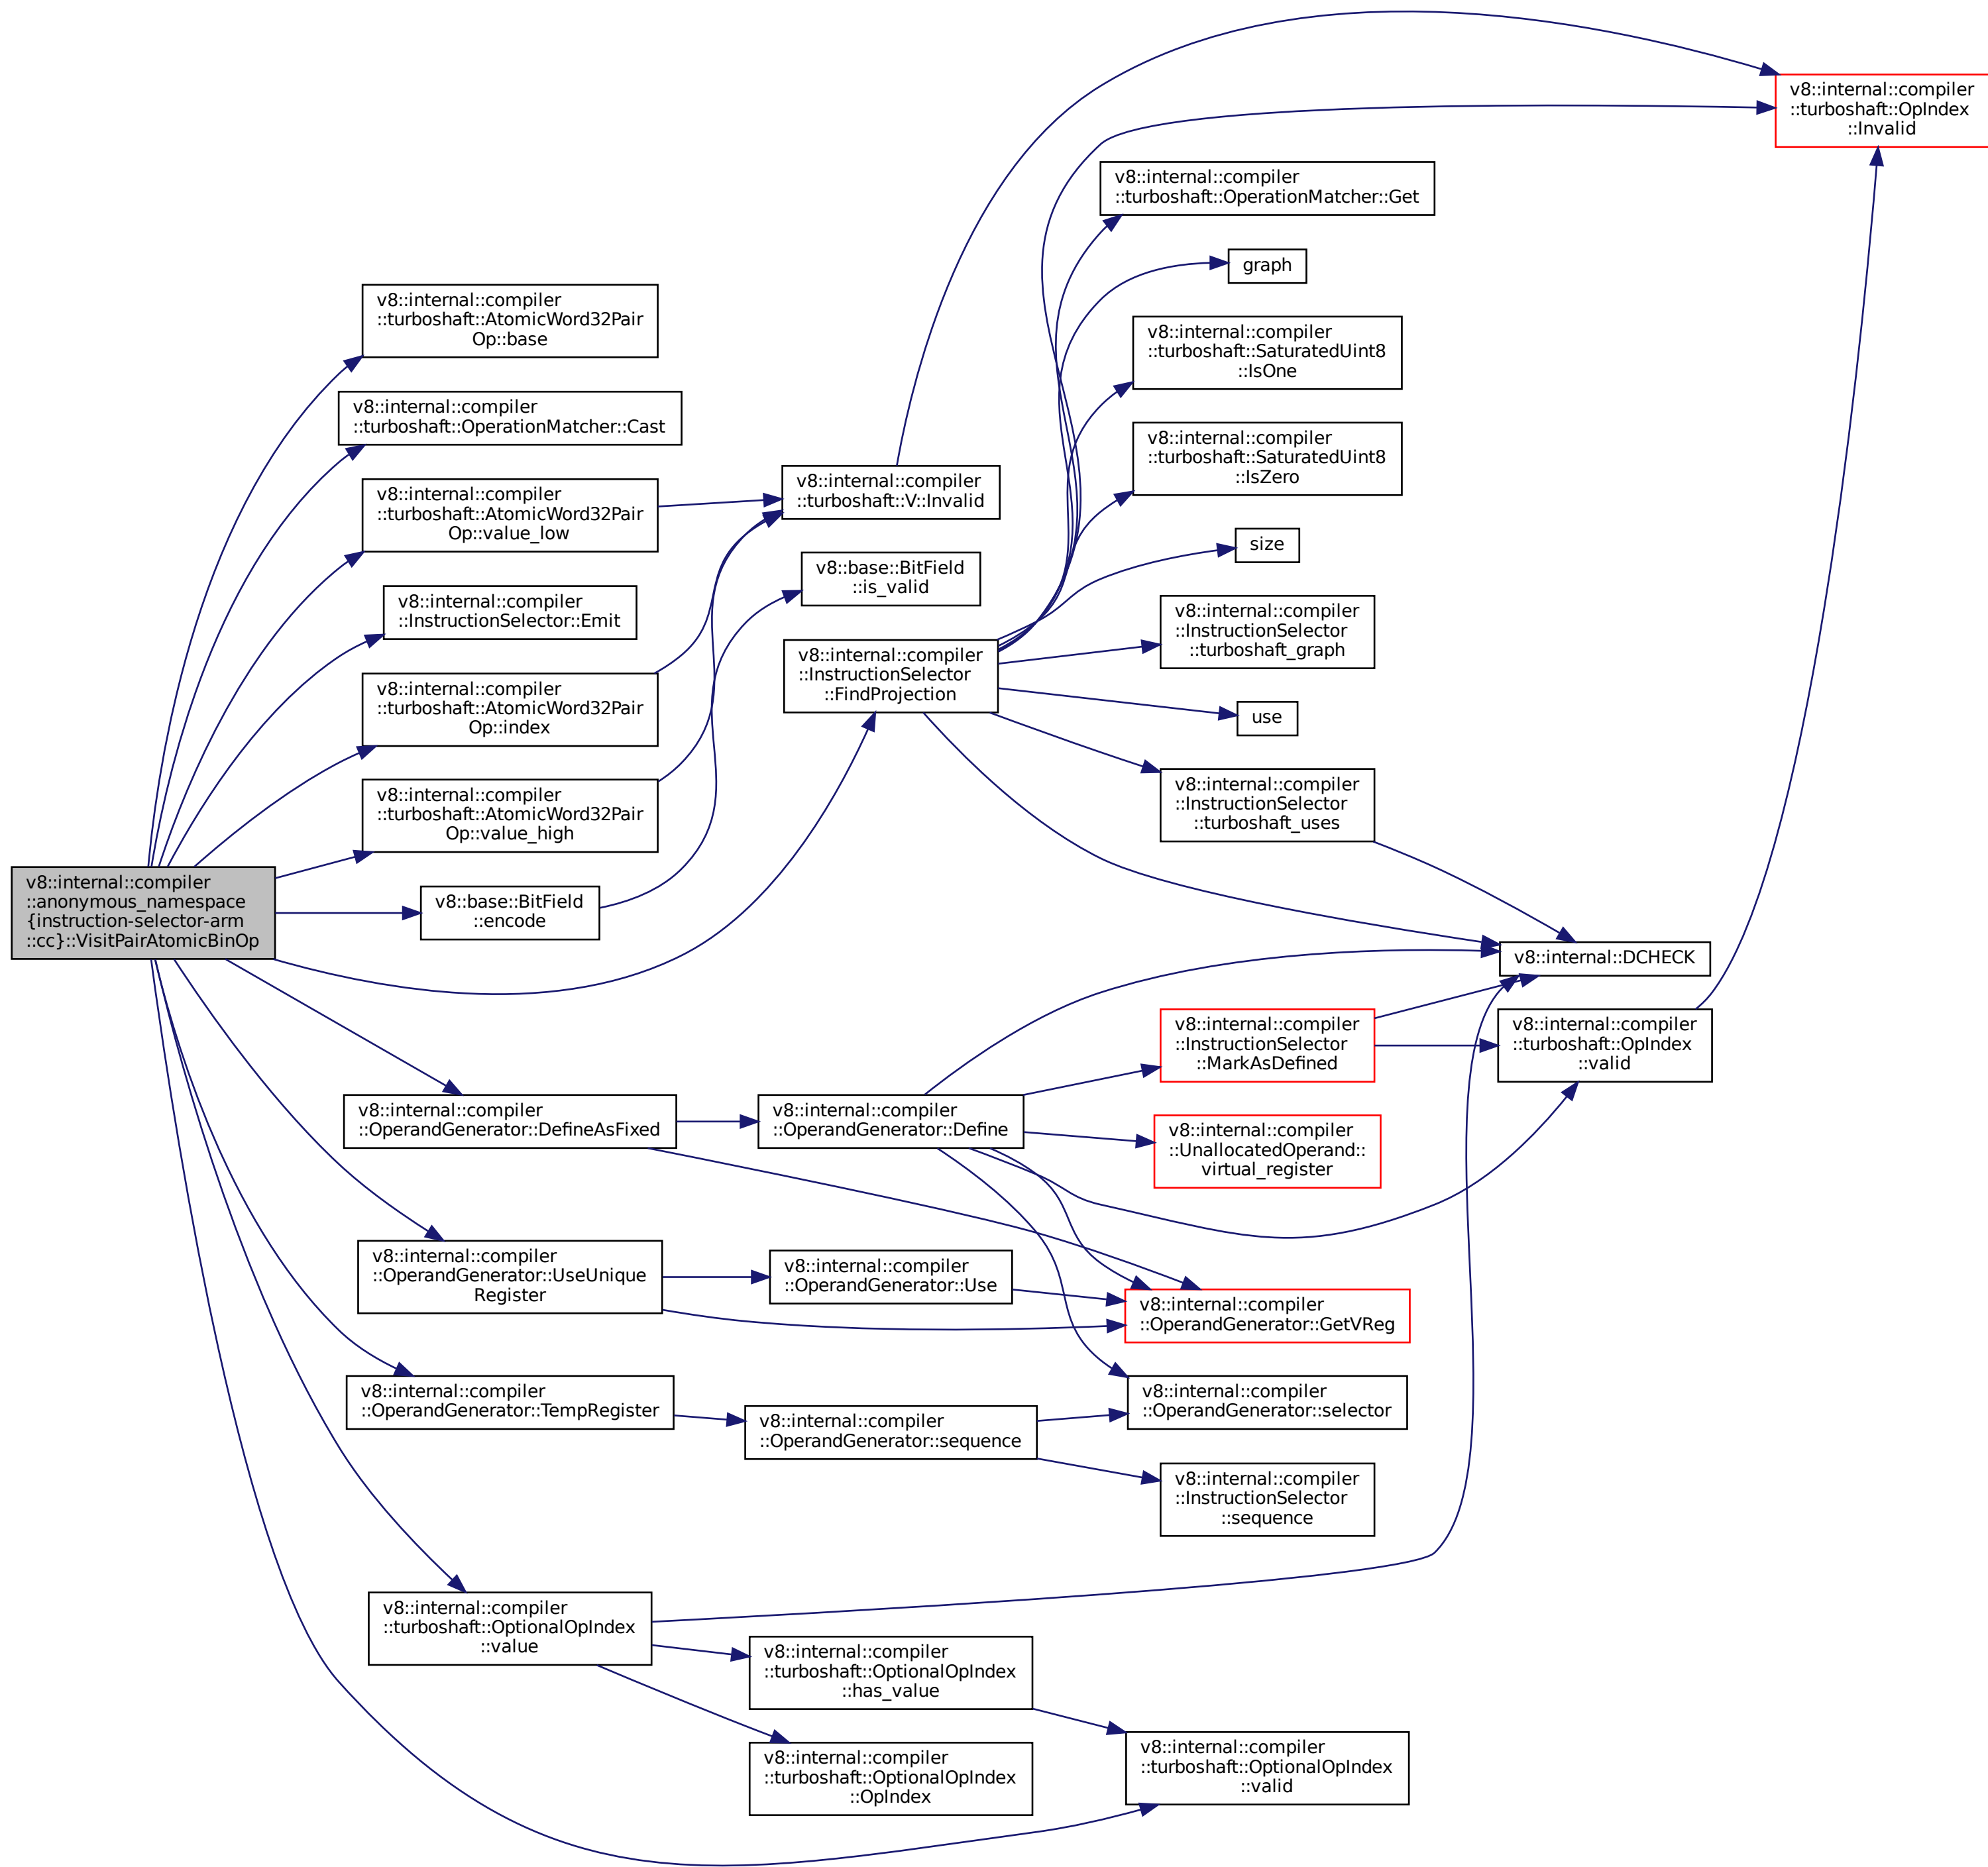 v8::internal::compiler
::anonymous_namespace
{instruction-selector-arm
::cc}::VisitPairAtomicBinOp
v8::internal::compiler
::turboshaft::AtomicWord32Pair
Op::base
v8::internal::compiler
::turboshaft::OperationMatcher::Cast
v8::internal::compiler
::turboshaft::AtomicWord32Pair
Op::value_low
v8::internal::compiler
::InstructionSelector::Emit
v8::internal::compiler
::turboshaft::AtomicWord32Pair
Op::index
v8::internal::compiler
::turboshaft::AtomicWord32Pair
Op::value_high
v8::base::BitField
::encode
v8::internal::compiler
::OperandGenerator::DefineAsFixed
v8::internal::compiler
::OperandGenerator::UseUnique
Register
v8::internal::compiler
::OperandGenerator::TempRegister
v8::internal::compiler
::turboshaft::OptionalOpIndex
::value
v8::internal::compiler
::turboshaft::V::Invalid
v8::base::BitField
::is_valid
v8::internal::compiler
::InstructionSelector
::FindProjection
v8::internal::compiler
::OperandGenerator::Define
v8::internal::compiler
::OperandGenerator::Use
v8::internal::compiler
::OperandGenerator::sequence
v8::internal::compiler
::turboshaft::OptionalOpIndex
::has_value
v8::internal::compiler
::turboshaft::OptionalOpIndex
::OpIndex
v8::internal::compiler
::turboshaft::OperationMatcher::Get
graph
v8::internal::compiler
::turboshaft::SaturatedUint8
::IsOne
v8::internal::compiler
::turboshaft::SaturatedUint8
::IsZero
size
v8::internal::compiler
::InstructionSelector
::turboshaft_graph
use
v8::internal::compiler
::InstructionSelector
::turboshaft_uses
v8::internal::compiler
::InstructionSelector
::MarkAsDefined
v8::internal::compiler
::UnallocatedOperand::
virtual_register
v8::internal::compiler
::OperandGenerator::GetVReg
v8::internal::compiler
::OperandGenerator::selector
v8::internal::compiler
::InstructionSelector
::sequence
v8::internal::compiler
::turboshaft::OptionalOpIndex
::valid
v8::internal::DCHECK
v8::internal::compiler
::turboshaft::OpIndex
::valid
v8::internal::compiler
::turboshaft::OpIndex
::Invalid